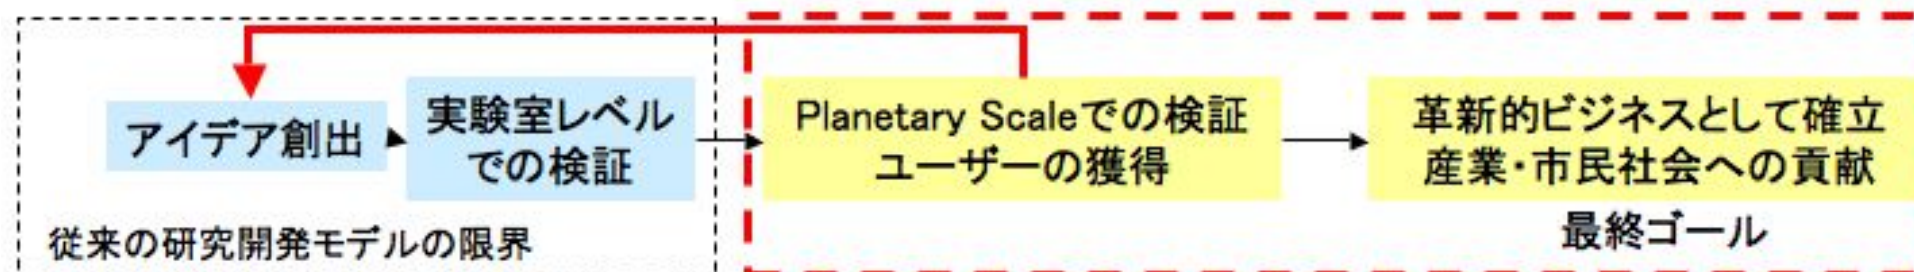 アイデア創出
実験室レベル
での検証
Planetary Scaleでの検証
ユーザーの獲得
革新的ビジネスとして確立
産業・市民社会への貢献
最終ゴール
従来の研究開発モデルの限界